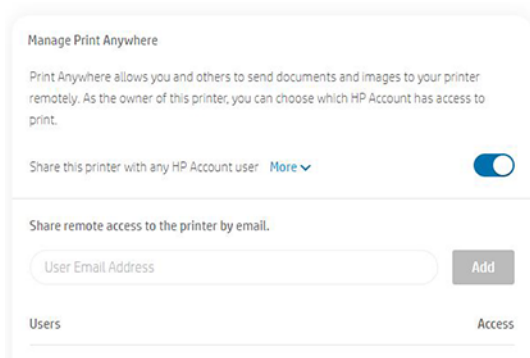 Manage Print Anywhere
Print Anywhere allows you and others to send documents and images to your printer
remotely. As the owner of this printer, you can choose which HP Account has access to
print.
Share this printer with any HP Account user More
Share remote access to the printer by email.
User Email Address Add
Users Access